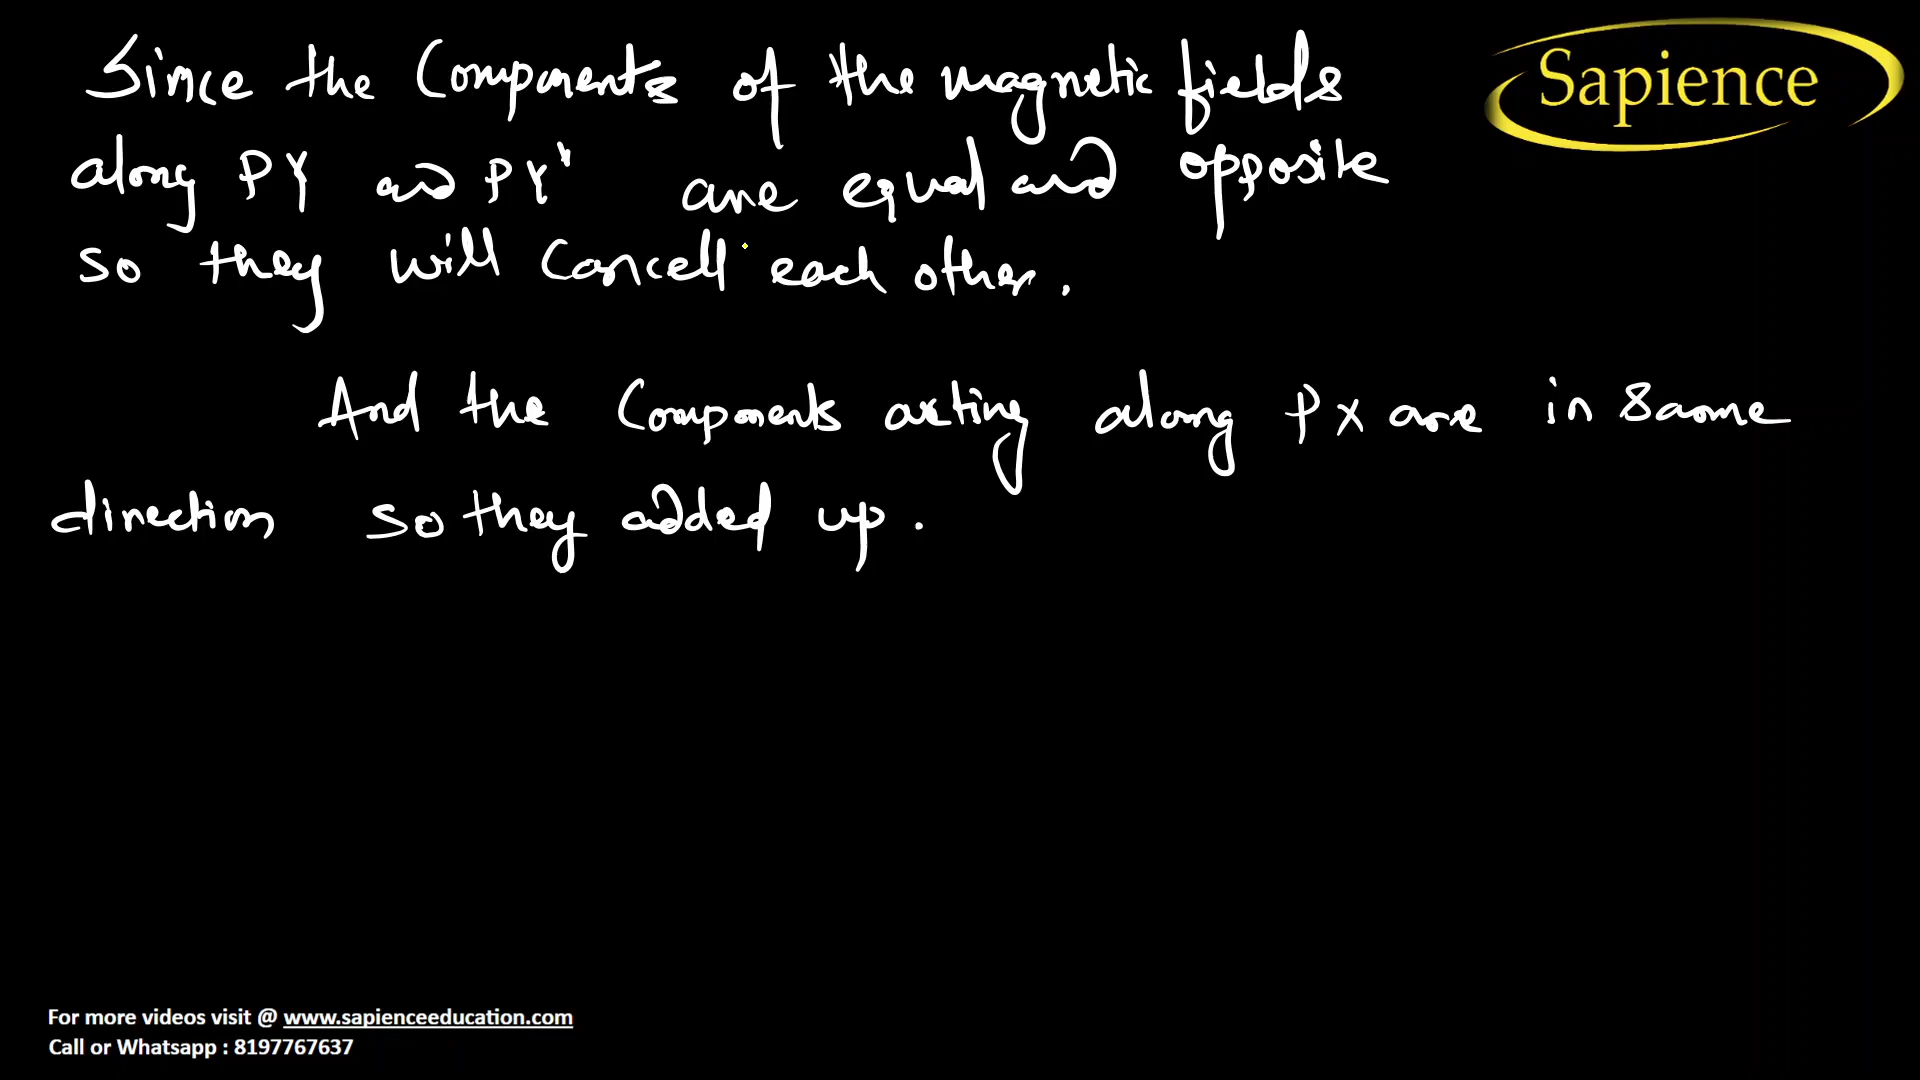 Since the Components of the magnetic fields
Sapience
along PY and PY' are equal and opposite
so they will Cancell each other.
And the Components acting along PX are in same
direction so they added up.
For more videos visit @ www.sapienceeducation.com
Call or Whatsapp : 8197767637